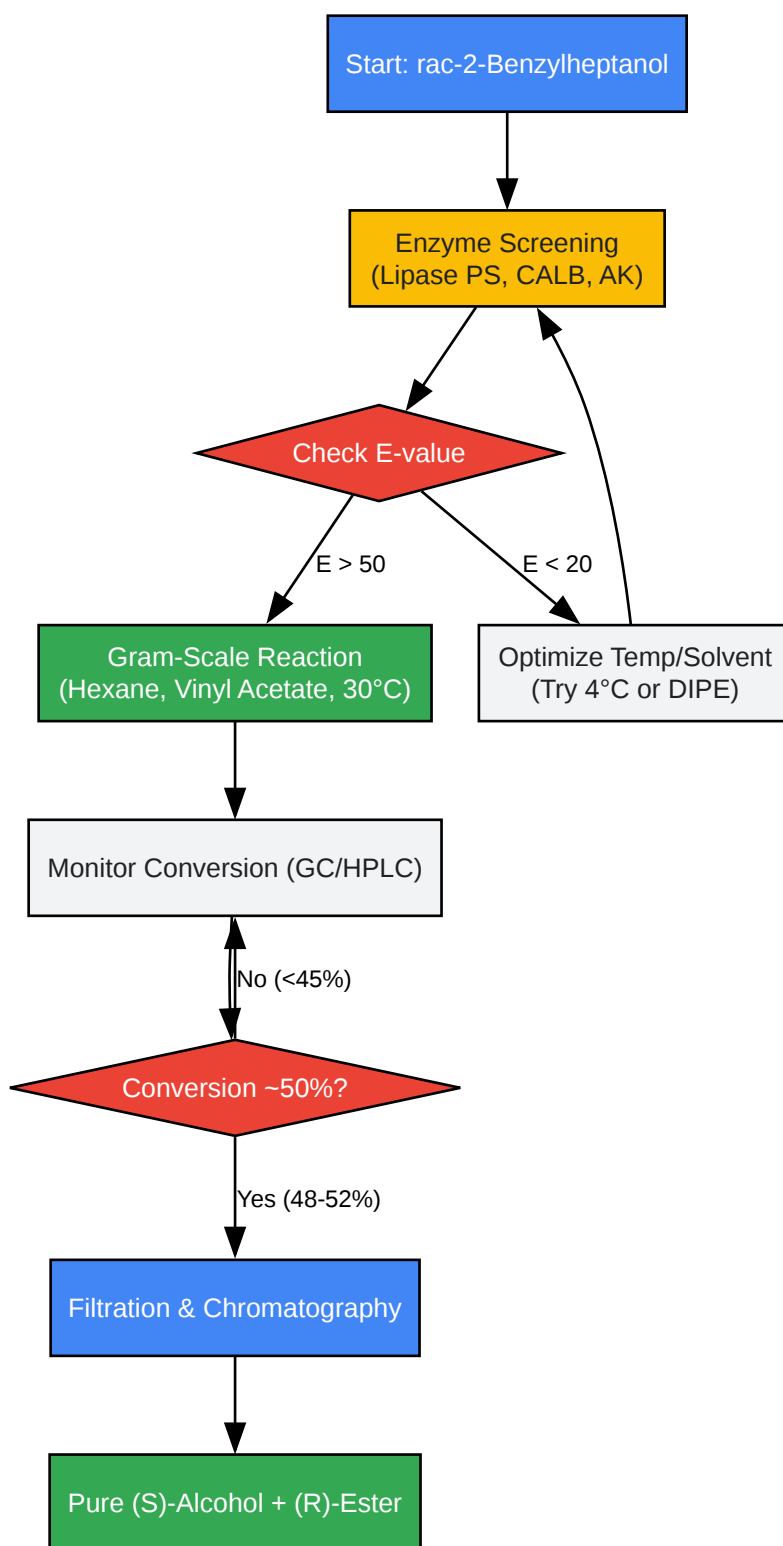 Start: rac-2-Benzylheptanol
Enzyme Screening
(Lipase PS, CALB, AK)
Check E-value
E > 50
E < 20
Gram-Scale Reaction
(Hexane, Vinyl Acetate, 30°C)
Optimize Temp/Solvent
(Try 4°C or DIPE)
Monitor Conversion (GC/HPLC)
No (<45%)
Conversion ~50%?
Yes (48-52%)
Filtration & Chromatography
Pure (S)-Alcohol + (R)-Ester